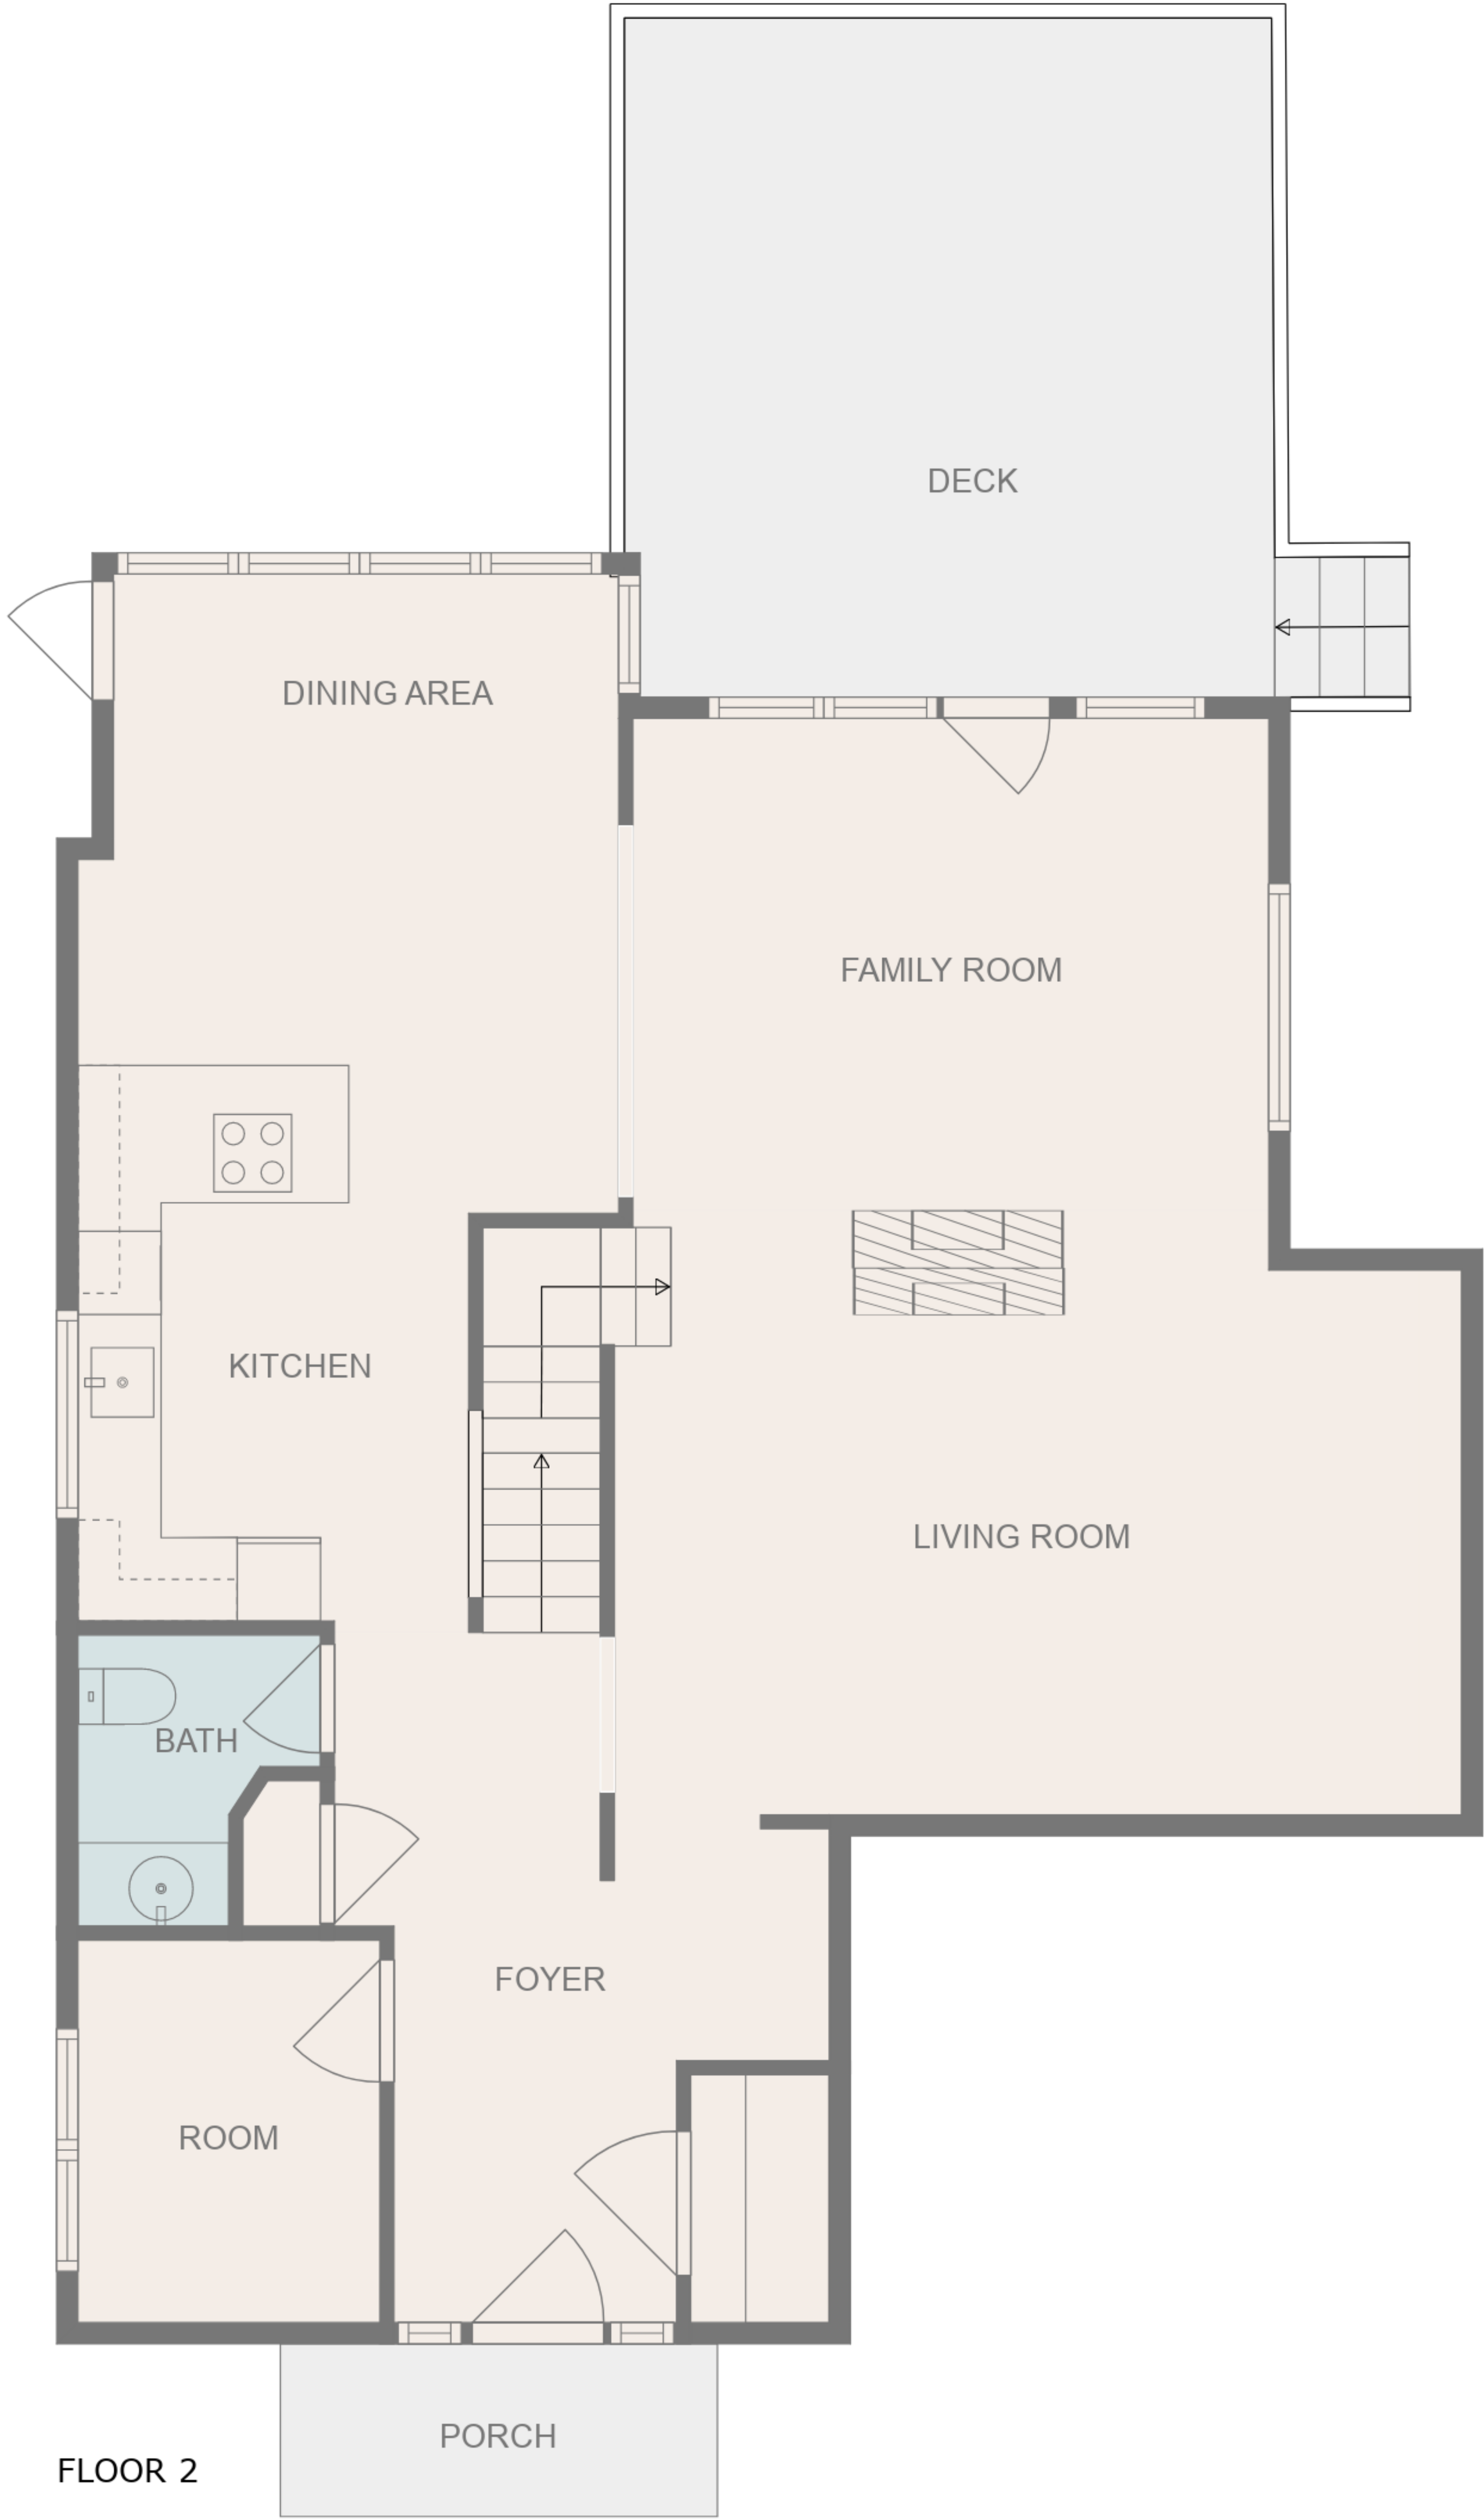 DECK
DINING AREA
FAMILY ROOM
KITCHEN
LIVING ROOM
BATH
FOYER
ROOM
PORCH
FLOOR 2